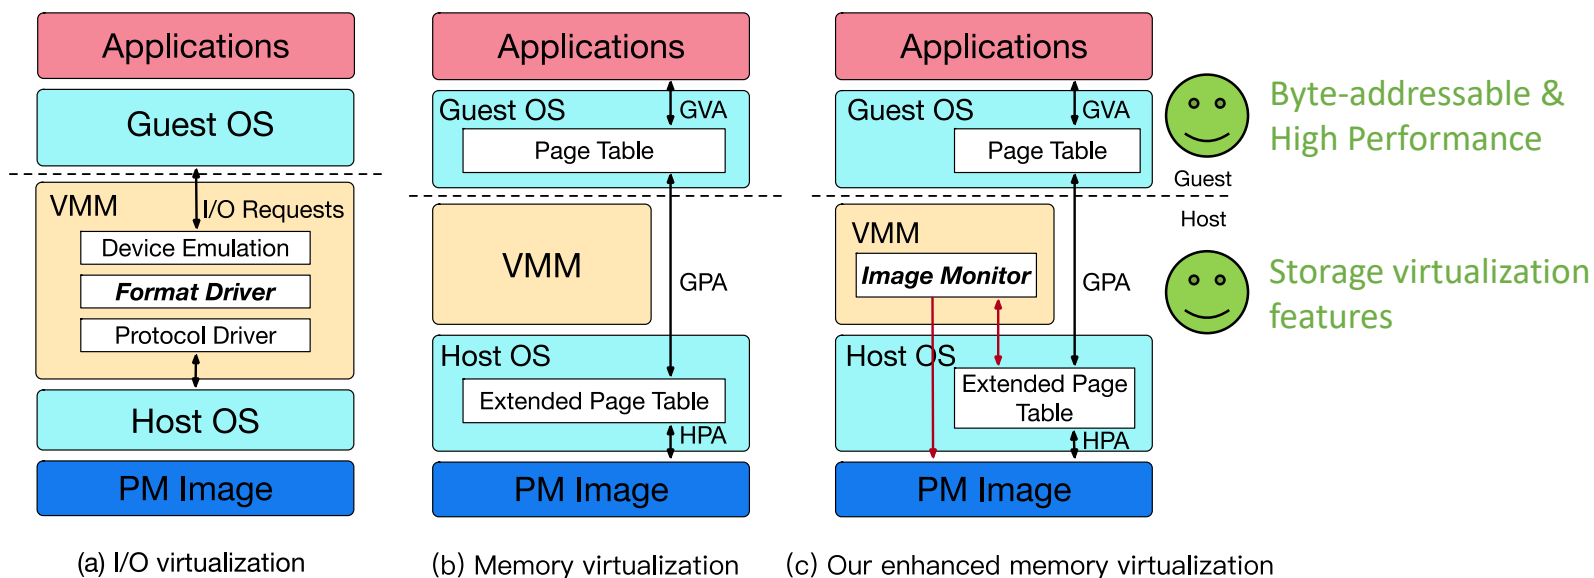 Applications
Guest OS
VMM
I/O Requests
Device Emulation
Format Driver
Protocol Driver
Host OS
PM Image
(a) I/O virtualization
Applications
Guest OS
GVA
Page Table
VMM
GPA
Host OS
Extended Page Table
HPA
PM Image
(b) Memory virtualization
Applications
Guest OS
GVA
Page Table
Guest
Host
VMM
Image Monitor
GPA
Host OS
Extended Page
Table
HPA
PM Image
(c) Our enhanced memory virtualization
Byte-addressable &
High Performance
Storage virtualization
features